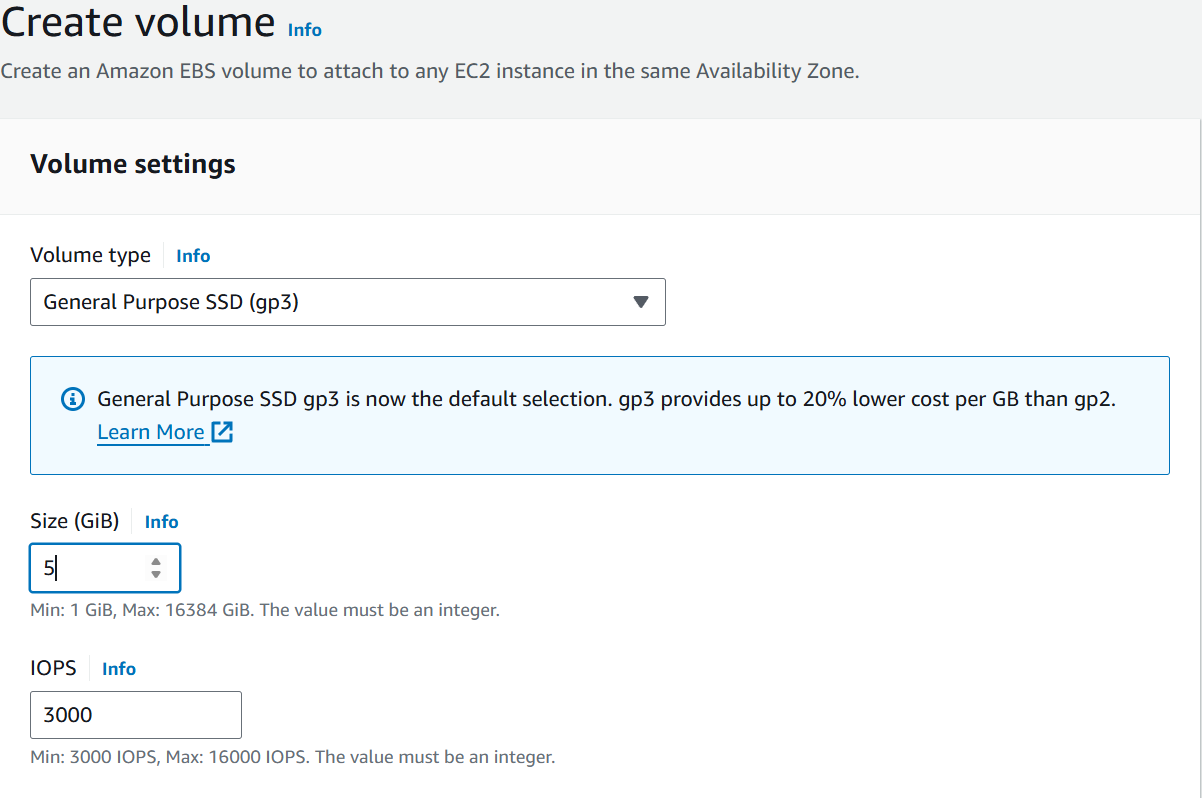 Create volume Info
Create an Amazon EBS volume to attach to any EC2 instance in the same Availability Zone.
Volume settings
Volume type Info
General Purpose SSD (gp3)
General Purpose SSD gp3 is now the default selection. gp3 provides up to 20% lower cost per GB than gp2.
Learn More
Size (GiB) Info
5
Min: 1 GiB, Max: 16384 GiB. The value must be an integer.
IOPS Info
3000
Min: 3000 IOPS, Max: 16000 IOPS. The value must be an integer.